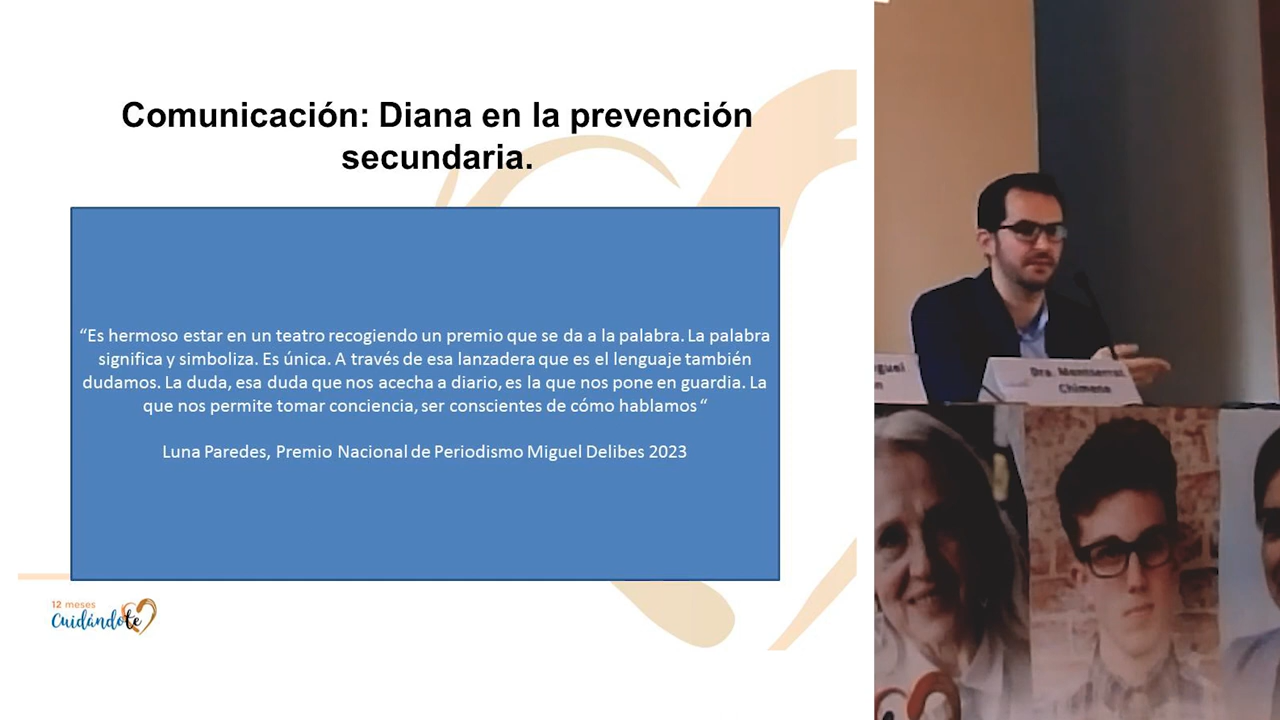 Comunicación: Diana en la prevención
secundaria.
“Es hermoso estar en un teatro recogiendo un premio que se da a la palabra. La palabra
significa y simboliza. Es única. A través de esa lanzadera que es el lenguaje también
dudamos. La duda, esa duda que nos acecha a diario, es la que nos pone en guardia. La
que nos permite tomar conciencia, ser conscientes de cómo hablamos “
Luna Paredes, Premio Nacional de Periodismo Miguel Delibes 2023
12 meses
Cuidándote
Dra. Montserrat
Chimeno